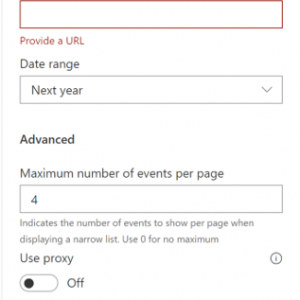 Provide a URL
Date range
Next year
Advanced
Maximum number of events per page
4
Indicates the number of events to show per page when
displaying a narrow list. Use 0 for no maximum
Use proxy
Off